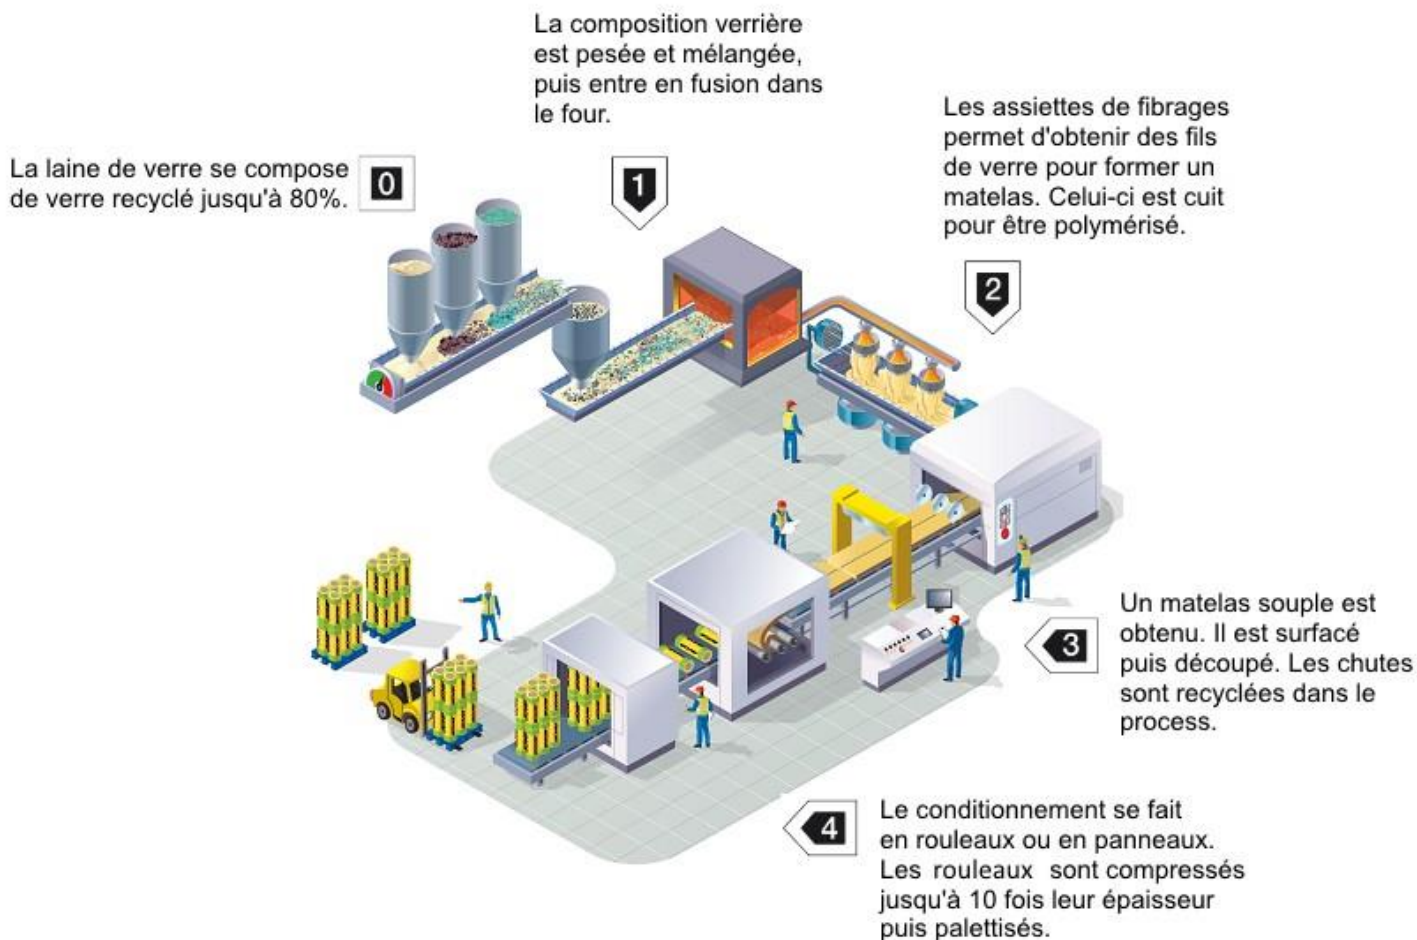 La composition verrière
est pesée et mélangée,
puis entre en fusion dans
le four.
1
La laine de verre se compose
de verre recyclé jusqu'à 80%.
0
Les assiettes de fibrages
permet d'obtenir des fils
de verre pour former un
matelas. Celui-ci est cuit
pour être polymérisé.
2
3
Un matelas souple est
obtenu. Il est surfacé
puis découpé. Les chutes
sont recyclées dans le
process.
4
Le conditionnement se fait
en rouleaux ou en panneaux.
Les rouleaux sont compressés
jusqu'à 10 fois leur épaisseur
puis palettisés.